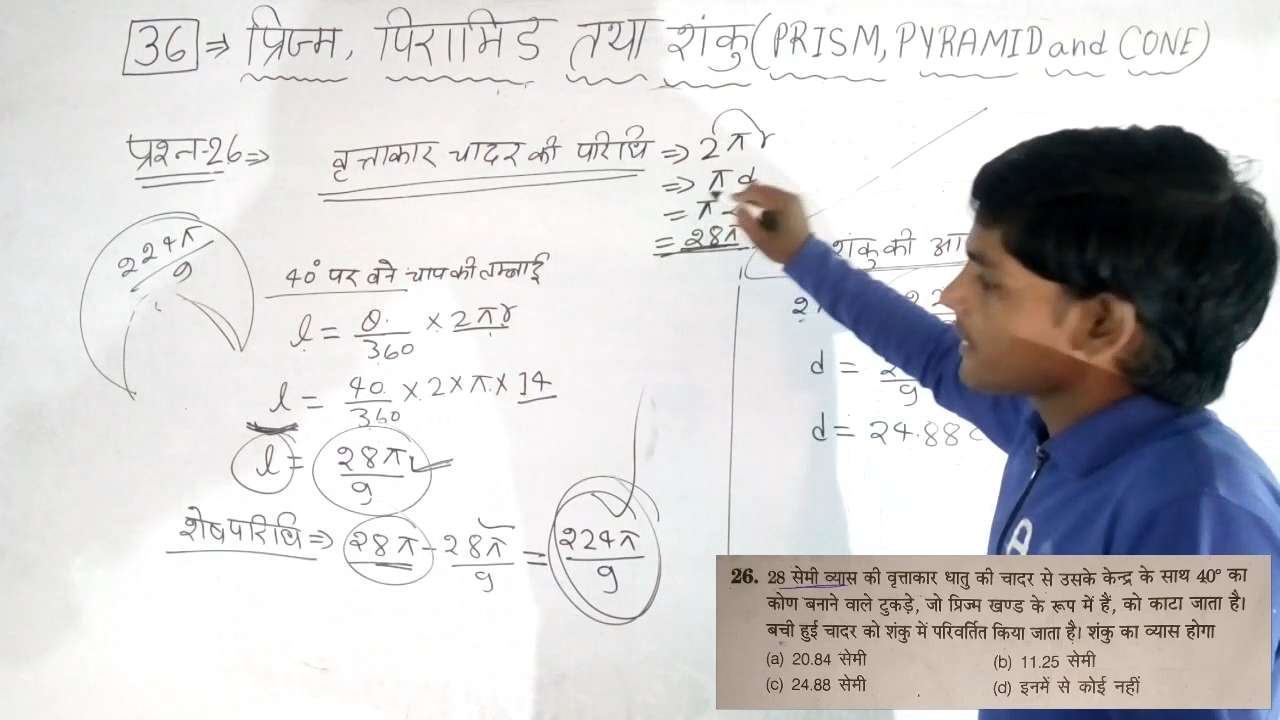 36 ⇒ प्रिज्म, पिरामिड तथा शंकु (PRISM, PYRAMID and CONE)
प्रश्न-26 ⇒
वृत्ताकार चादर की परिधि ⇒ 2πr
⇒ πd
= π
= 28π
224π/9
40° पर बने चाप की लम्बाई
l = θ/360 × 2πr
l = 40/360 × 2 × π × 14
l = 28π/9
शेष परिधि ⇒ 28π - 28π/9 = 224π/9
शंकु की आ
d =
d = 24.88
A
26. 28 सेमी व्यास की वृत्ताकार धातु की चादर से उसके केन्द्र के साथ 40° का
कोण बनाने वाले टुकड़े, जो प्रिज्म खण्ड के रूप में हैं, को काटा जाता है।
बची हुई चादर को शंकु में परिवर्तित किया जाता है। शंकु का व्यास होगा
(a) 20.84 सेमी (b) 11.25 सेमी
(c) 24.88 सेमी (d) इनमें से कोई नहीं